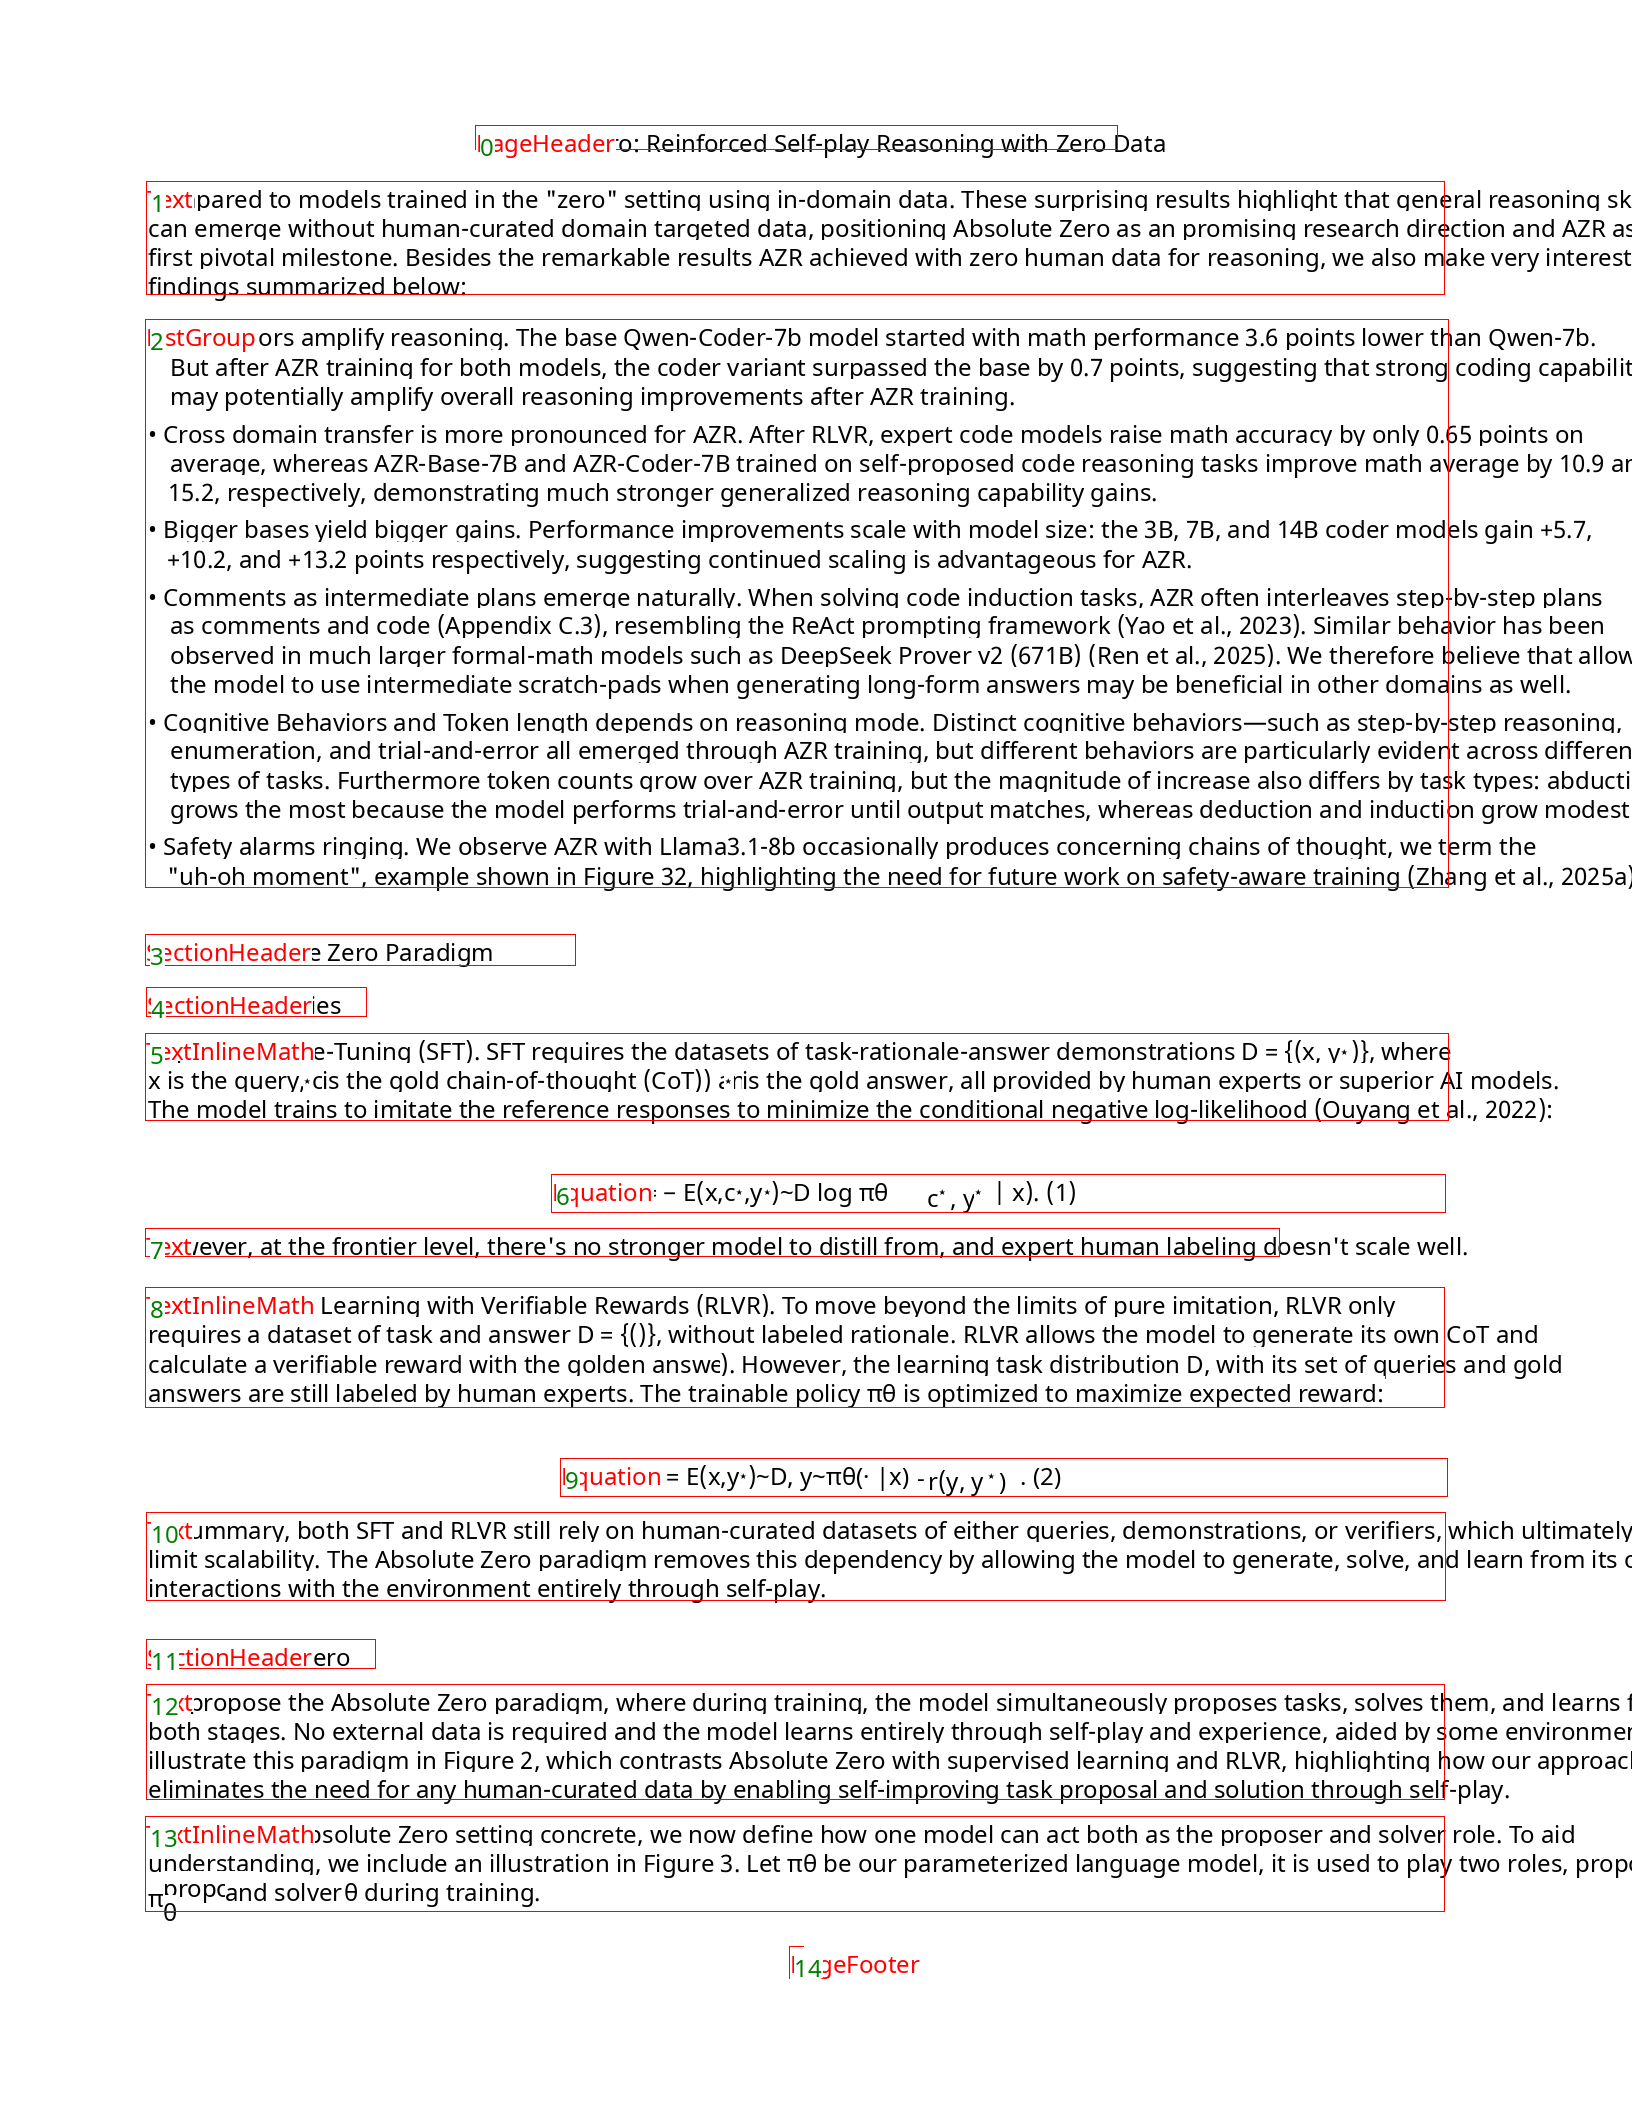 0ageHeadero: Reinforced Self-play Reasoning with Zero Data
1extpared to models trained in the "zero" setting using in-domain data. These surprising results highlight that general reasoning sk
can emerge without human-curated domain targeted data, positioning Absolute Zero as an promising research direction and AZR as
first pivotal milestone. Besides the remarkable results AZR achieved with zero human data for reasoning, we also make very interest
findings summarized below:
2stGroup ors amplify reasoning. The base Qwen-Coder-7b model started with math performance 3.6 points lower than Qwen-7b.
But after AZR training for both models, the coder variant surpassed the base by 0.7 points, suggesting that strong coding capabilit
may potentially amplify overall reasoning improvements after AZR training.
• Cross domain transfer is more pronounced for AZR. After RLVR, expert code models raise math accuracy by only 0.65 points on
average, whereas AZR-Base-7B and AZR-Coder-7B trained on self-proposed code reasoning tasks improve math average by 10.9 an
15.2, respectively, demonstrating much stronger generalized reasoning capability gains.
• Bigger bases yield bigger gains. Performance improvements scale with model size: the 3B, 7B, and 14B coder models gain +5.7,
+10.2, and +13.2 points respectively, suggesting continued scaling is advantageous for AZR.
• Comments as intermediate plans emerge naturally. When solving code induction tasks, AZR often interleaves step-by-step plans
as comments and code (Appendix C.3), resembling the ReAct prompting framework (Yao et al., 2023). Similar behavior has been
observed in much larger formal-math models such as DeepSeek Prover v2 (671B) (Ren et al., 2025). We therefore believe that allow
the model to use intermediate scratch-pads when generating long-form answers may be beneficial in other domains as well.
• Cognitive Behaviors and Token length depends on reasoning mode. Distinct cognitive behaviors—such as step-by-step reasoning,
enumeration, and trial-and-error all emerged through AZR training, but different behaviors are particularly evident across differen
types of tasks. Furthermore token counts grow over AZR training, but the magnitude of increase also differs by task types: abducti
grows the most because the model performs trial-and-error until output matches, whereas deduction and induction grow modest
• Safety alarms ringing. We observe AZR with Llama3.1-8b occasionally produces concerning chains of thought, we term the
"uh-oh moment", example shown in Figure 32, highlighting the need for future work on safety-aware training (Zhang et al., 2025a)
3ectionHeadere Zero Paradigm
4ectionHeaderies
5extInlineMathe-Tuning (SFT). SFT requires the datasets of task-rationale-answer demonstrations D = {(x, y⋆)}, where
x is the query,⋆cis the gold chain-of-thought (CoT)) a⋆is the gold answer, all provided by human experts or superior AI models.
The model trains to imitate the reference responses to minimize the conditional negative log-likelihood (Ouyang et al., 2022):
6quation: − E(x,c⋆,y⋆)~D log πθ c⋆, y⋆ | x). (1)
7extvever, at the frontier level, there's no stronger model to distill from, and expert human labeling doesn't scale well.
8extInlineMath Learning with Verifiable Rewards (RLVR). To move beyond the limits of pure imitation, RLVR only
requires a dataset of task and answer D = {()}, without labeled rationale. RLVR allows the model to generate its own CoT and
calculate a verifiable reward with the golden answe). However, the learning task distribution D, with its set of queries and gold
answers are still labeled by human experts. The trainable policy πθ is optimized to maximize expected reward:
9quation = E(x,y⋆)~D, y~πθ(· |x) -r(y, y⋆) . (2)
10xtummary, both SFT and RLVR still rely on human-curated datasets of either queries, demonstrations, or verifiers, which ultimately
limit scalability. The Absolute Zero paradigm removes this dependency by allowing the model to generate, solve, and learn from its o
interactions with the environment entirely through self-play.
11ctionHeaderero
12xtpropose the Absolute Zero paradigm, where during training, the model simultaneously proposes tasks, solves them, and learns f
both stages. No external data is required and the model learns entirely through self-play and experience, aided by some environmen
illustrate this paradigm in Figure 2, which contrasts Absolute Zero with supervised learning and RLVR, highlighting how our approach
eliminates the need for any human-curated data by enabling self-improving task proposal and solution through self-play.
13xtInlineMathbsolute Zero setting concrete, we now define how one model can act both as the proposer and solver role. To aid
understanding, we include an illustration in Figure 3. Let πθ be our parameterized language model, it is used to play two roles, propo
πθ propcand solverθ during training.
14geFooter